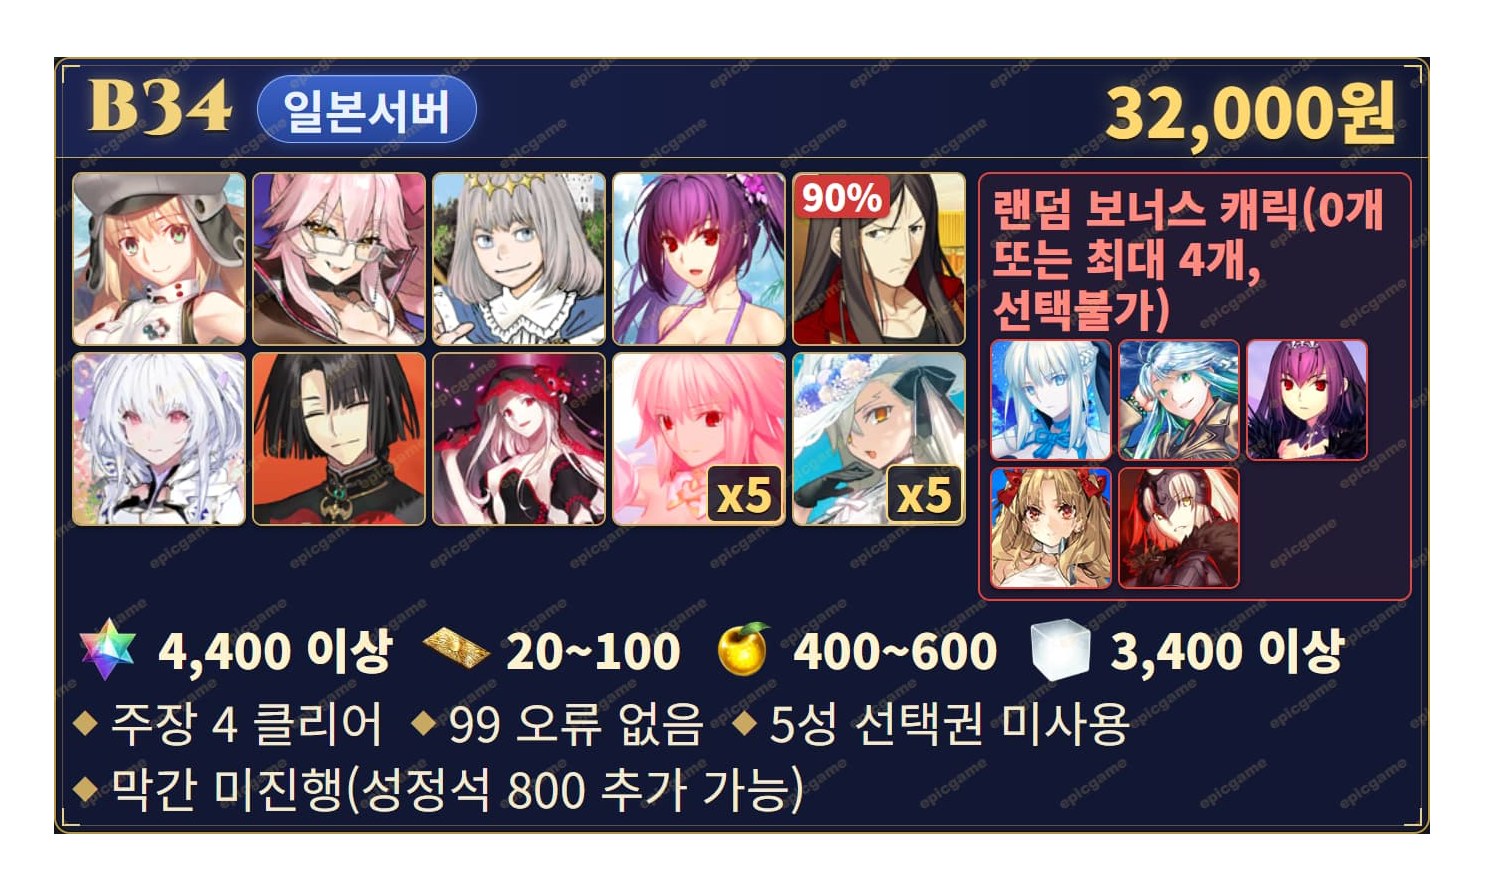 B34 일본서버 32,000원
90%
랜덤 보너스 캐릭(0개
또는 최대 4개,
선택불가)
x5 x5
4,400 이상 20~100 400~600 3,400 이상
◆ 주장 4 클리어 ◆ 99 오류 없음 ◆ 5성 선택권 미사용
◆ 막간 미진행(성정석 800 추가 가능)
epicgame